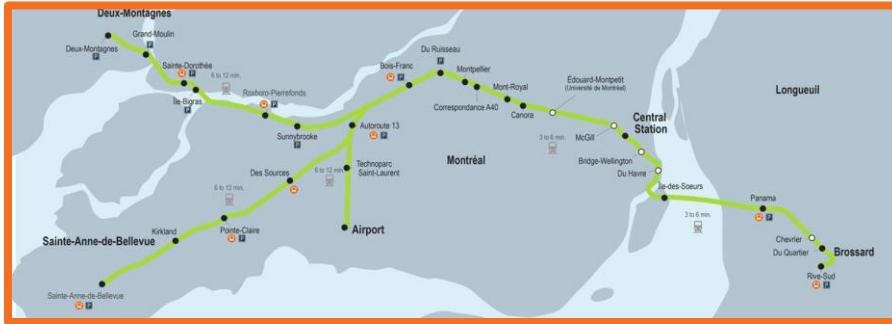 Deux-Montagnes
Grand-Moulin
Deux-Montagnes
P
Sainte-Dorothée
P
6 to 12 min.
Île-Bigras
P
Roxboro-Pierrefonds
P
Sunnybrooke
P
Bois-Franc
P
Du Ruisseau
P
Montpellier
Correspondance A40
Mont-Royal
Canora
Édouard-Montpetit
(Université de Montréal)
3 to 6 min.
McGill
Central
Station
Bridge-Wellington
Du Havre
Île-des-Soeurs
Longueuil
Montréal
Autoroute 13
P
Technoparc
Saint-Laurent
6 to 12 min.
Airport
Des Sources
6 to 12 min.
Pointe-Claire
P
Kirkland
Sainte-Anne-de-Bellevue
Sainte-Anne-de-Bellevue
P
3 to 6 min.
Panama
P
Chevrier
Du Quartier
Brossard
Rive-Sud
P